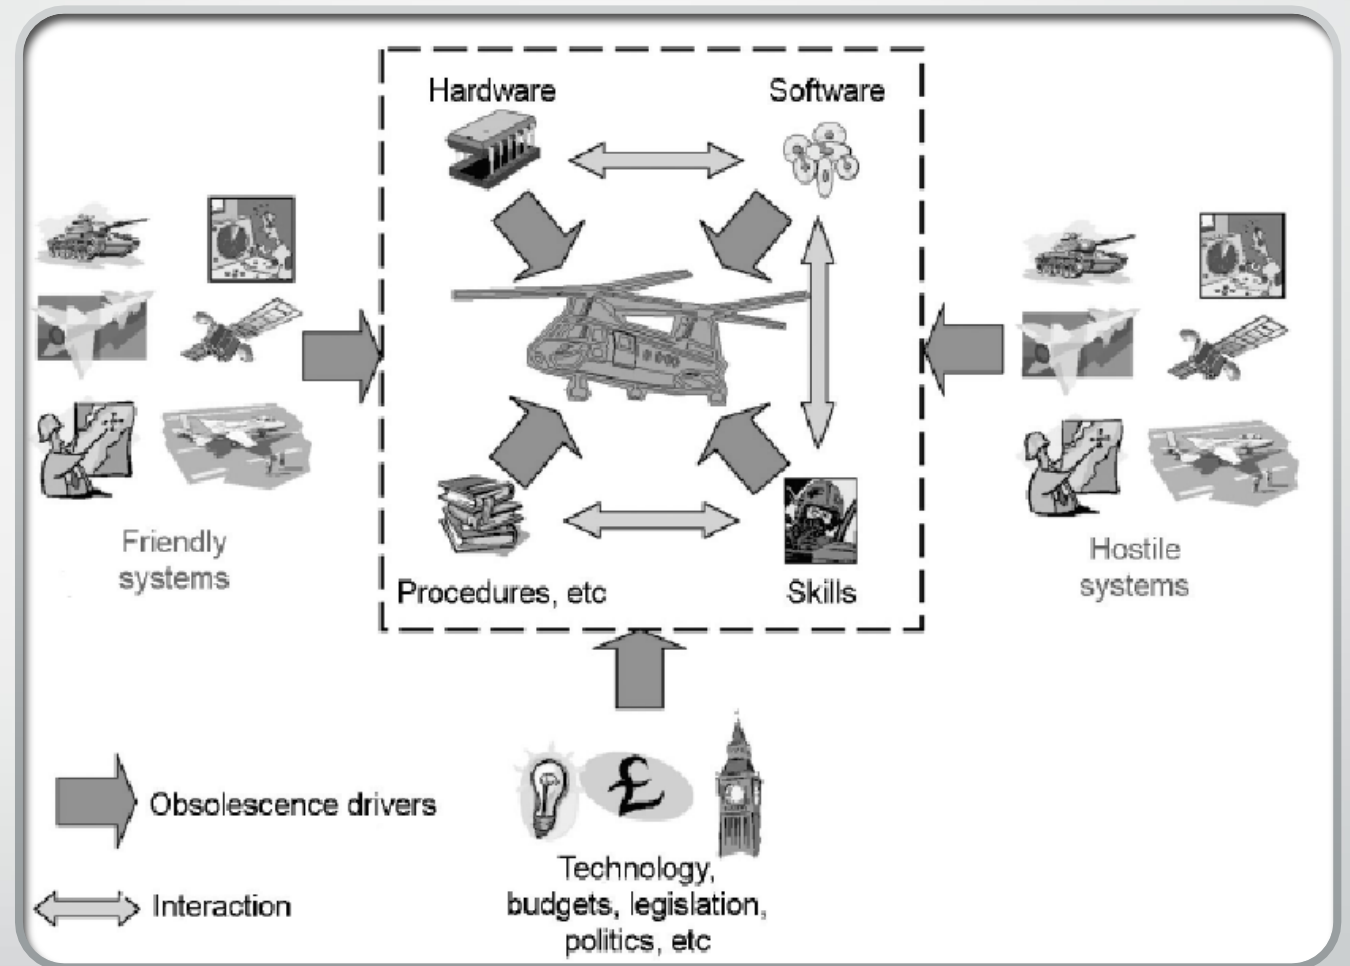 Hardware
Software
Procedures, etc
Skills
Friendly
systems
Hostile
systems
Obsolescence drivers
Interaction
£
Technology,
budgets, legislation,
politics, etc